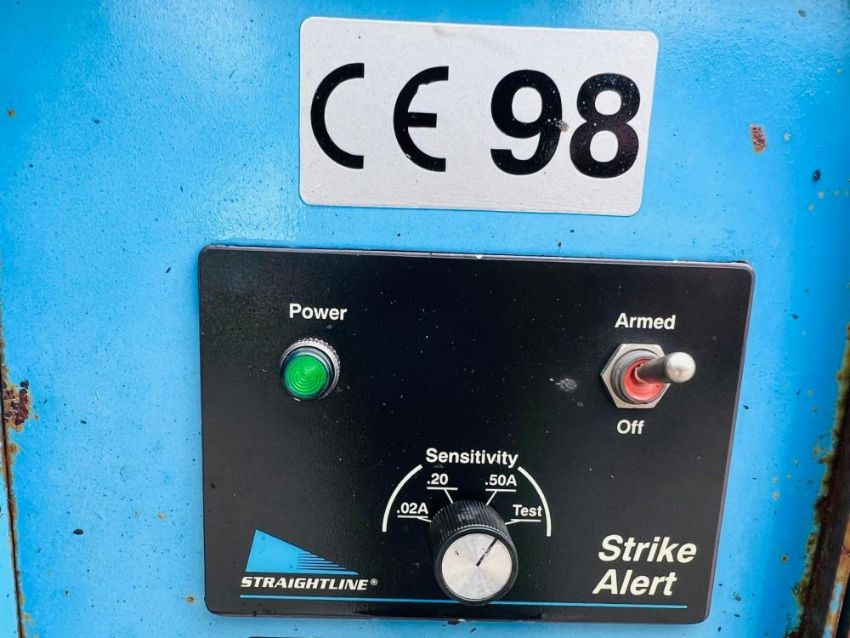 CE 98
Power
Armed
Off
Sensitivity
.20 .50A
.02A Test
Strike
Alert
STRAIGHTLINE®